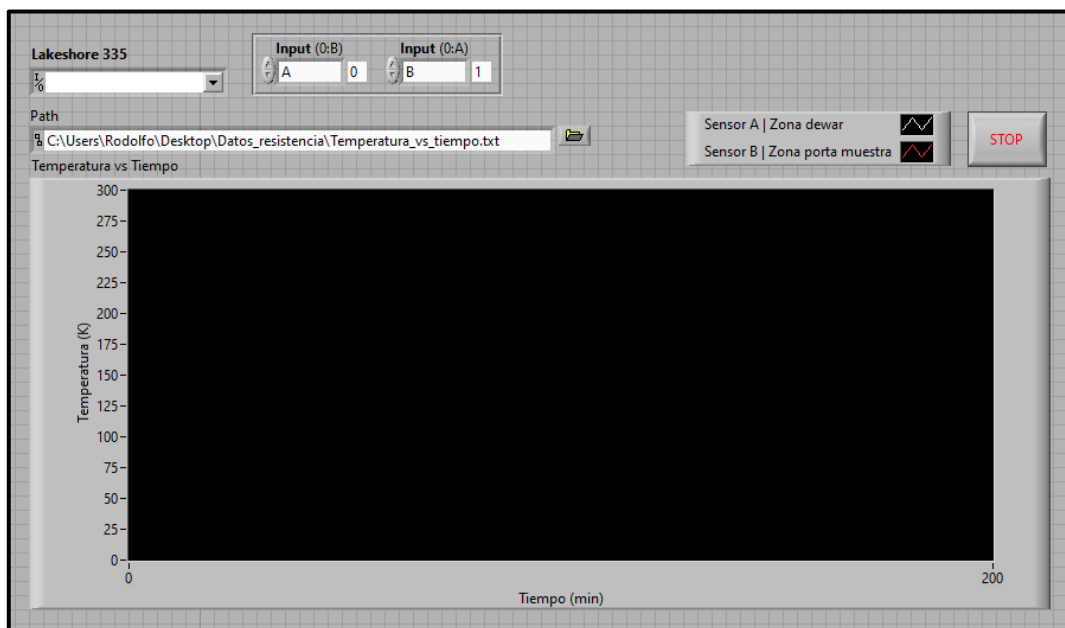 Lakeshore 335
Input (0:B)
A
0
Input (0:A)
B
1
Path
C:\Users\Rodolfo\Desktop\Datos_resistencia\Temperatura_vs_tiempo.txt
Sensor A | Zona dewar
Sensor B | Zona porta muestra
STOP
Temperatura vs Tiempo
Temperatura (K)
300
275
250
225
200
175
150
125
100
75
50
25
0
0
200
Tiempo (min)